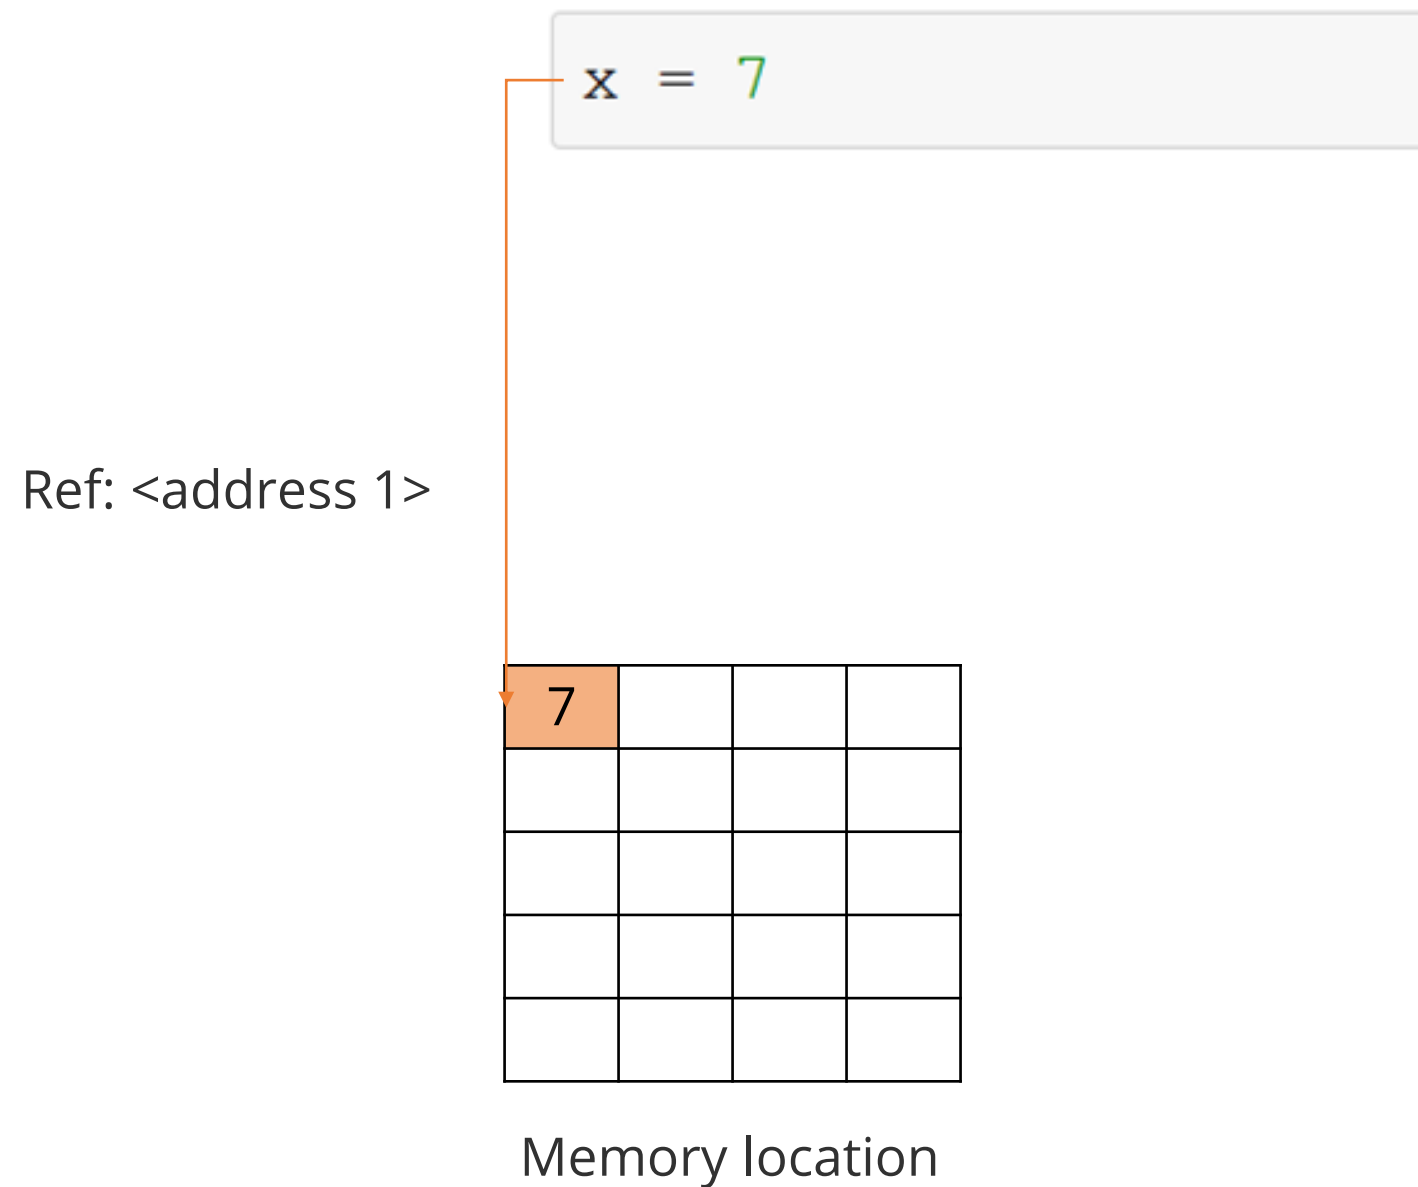 x = 7
Ref: <address 1>
7
Memory location